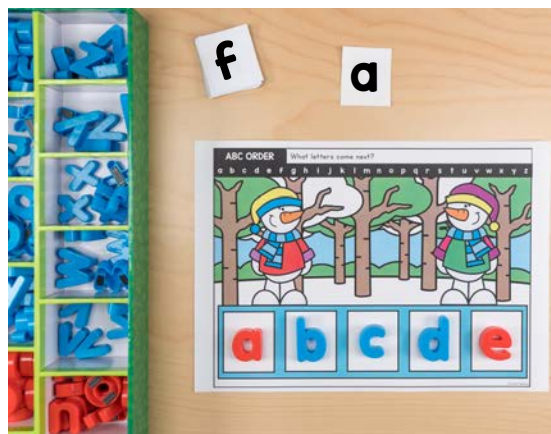 f
a
ABC ORDER What letters come next?
a b c d e f g h i j k l m n o p q r s t u v w x y z
a b c d e